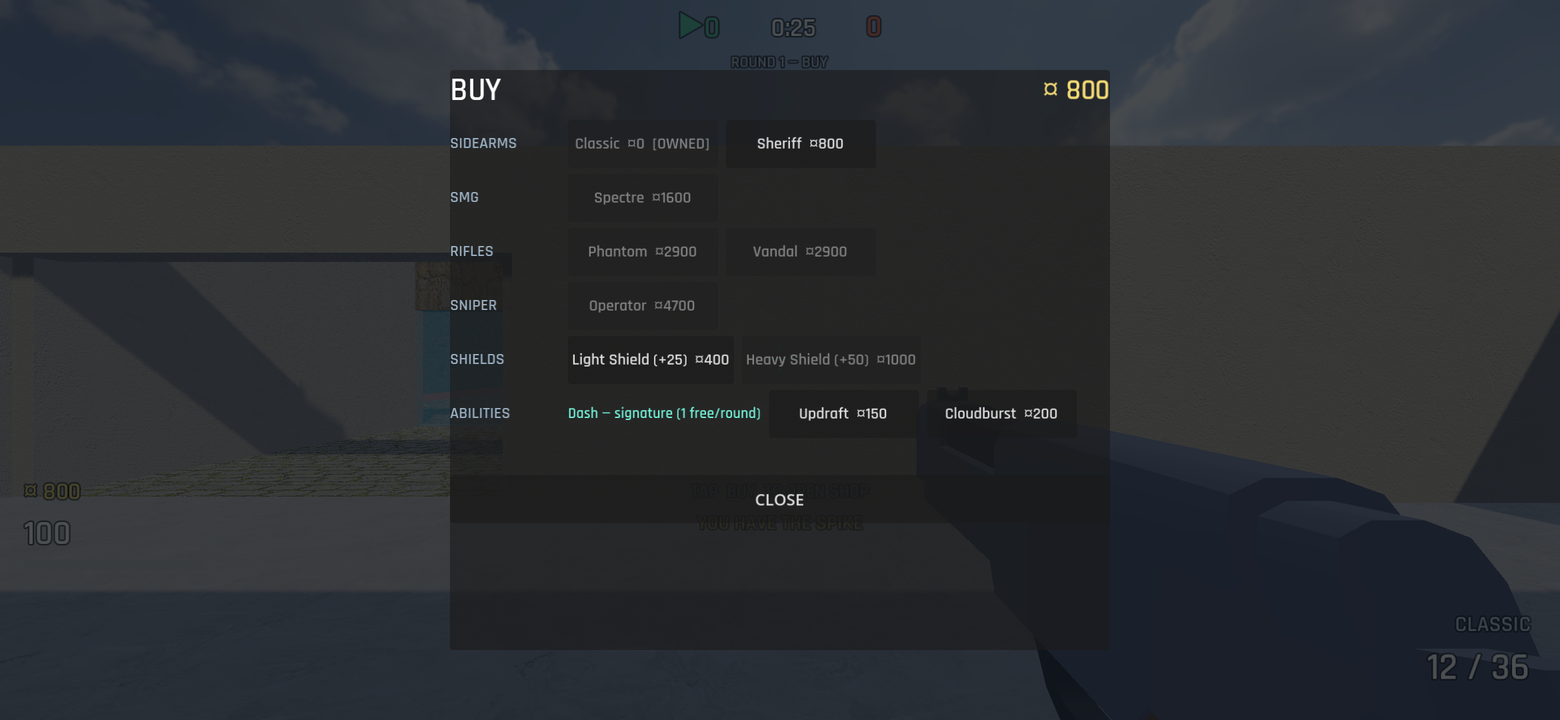 0 0:25 0
ROUND 1 – BUY
BUY ¤ 800
SIDEARMS Classic ¤0 [OWNED] Sheriff ¤800
SMG Spectre ¤1600
RIFLES Phantom ¤2900 Vandal ¤2900
SNIPER Operator ¤4700
SHIELDS Light Shield (+25) ¤400 Heavy Shield (+50) ¤1000
ABILITIES Dash – signature (1 free/round) Updraft ¤150 Cloudburst ¤200
¤ 800
CLOSE
YOU HAVE THE SPIKE
100
CLASSIC
12 / 36